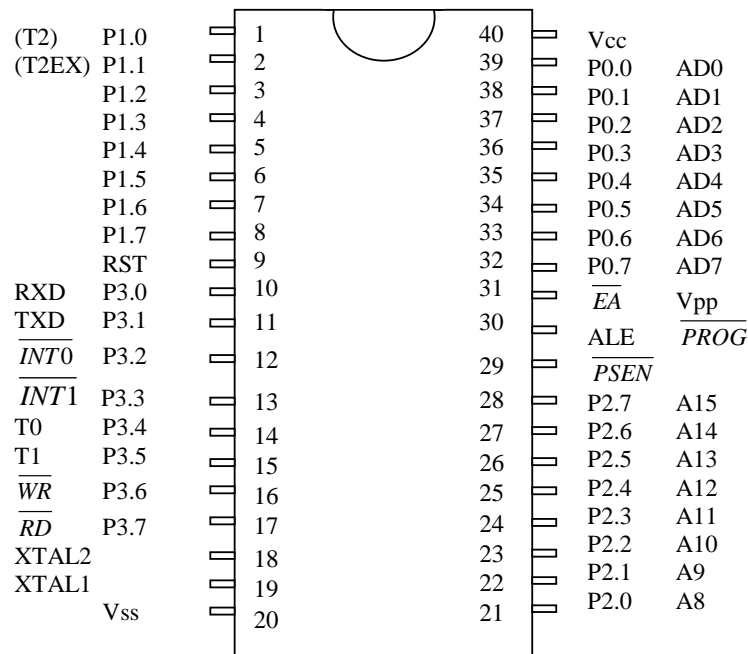 (T2) P1.0 1 40 Vcc
(T2EX) P1.1 2 39 P0.0 AD0
P1.2 3 38 P0.1 AD1
P1.3 4 37 P0.2 AD2
P1.4 5 36 P0.3 AD3
P1.5 6 35 P0.4 AD4
P1.6 7 34 P0.5 AD5
P1.7 8 33 P0.6 AD6
RST 9 32 P0.7 AD7
RXD P3.0 10 31 EA Vpp
TXD P3.1 11 30 ALE PROG
INT0 P3.2 12 29 PSEN
INT1 P3.3 13 28 P2.7 A15
T0 P3.4 14 27 P2.6 A14
T1 P3.5 15 26 P2.5 A13
WR P3.6 16 25 P2.4 A12
RD P3.7 17 24 P2.3 A11
XTAL2 18 23 P2.2 A10
XTAL1 19 22 P2.1 A9
Vss 20 21 P2.0 A8